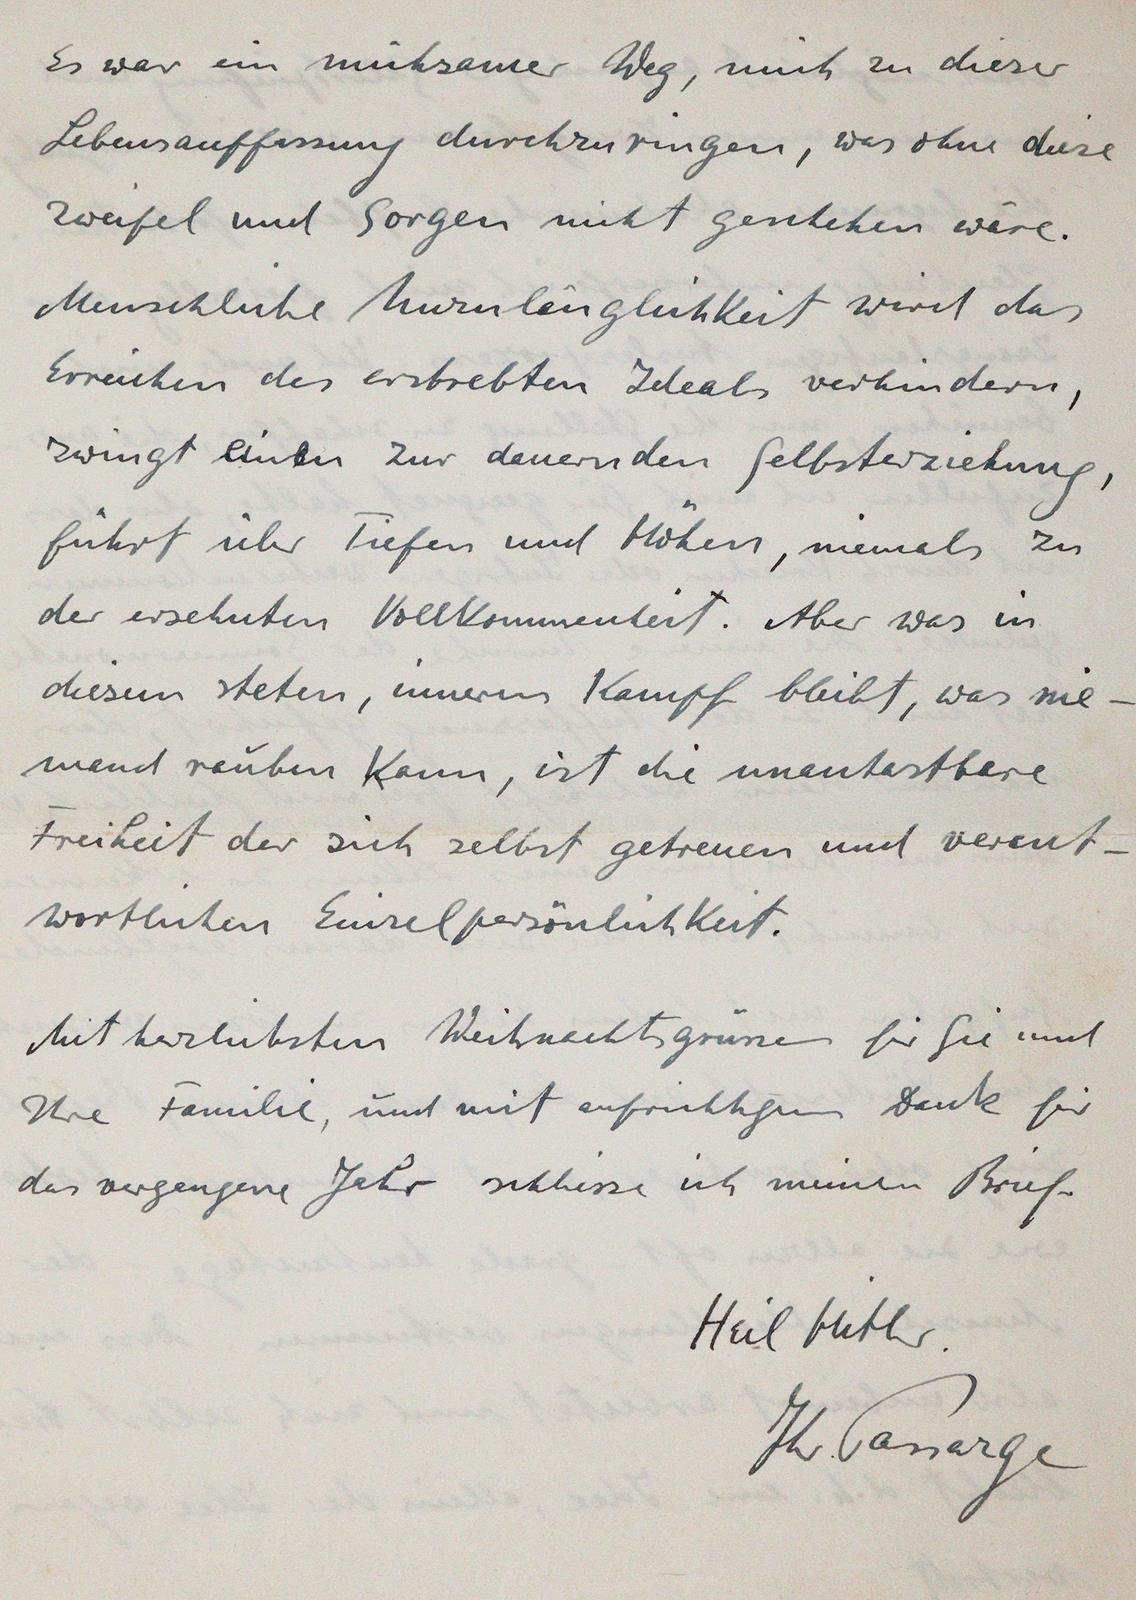 Es war ein mühsamer Weg, mich zu dieser
Lebensauffassung durchzuringen, was ohne diese
Zweifel und Sorgen nicht geschehen wäre.
Menschliche Unzulänglichkeit wird das
Erreichen des erstrebten Ideals verhindern,
zwingt einen zur dauernden Selbsterziehung,
führt über Tiefen und Höhen, niemals zu
der ersehnten Vollkommenheit. Aber was in
diesem steten, inneren Kampf bleibt, was nie-
mand rauben kann, ist die unantastbare
Freiheit der sich selbst getreuen und verant-
wortlichen Einzelpersönlichkeit.
Mit herzlichsten Weihnachtsgrüssen für Sie und
Ihre Familie, und mit aufrichtigem Dank für
das vergangene Jahr schliesse ich meinen Brief.
Heil Hitler.
Ihr Passarge